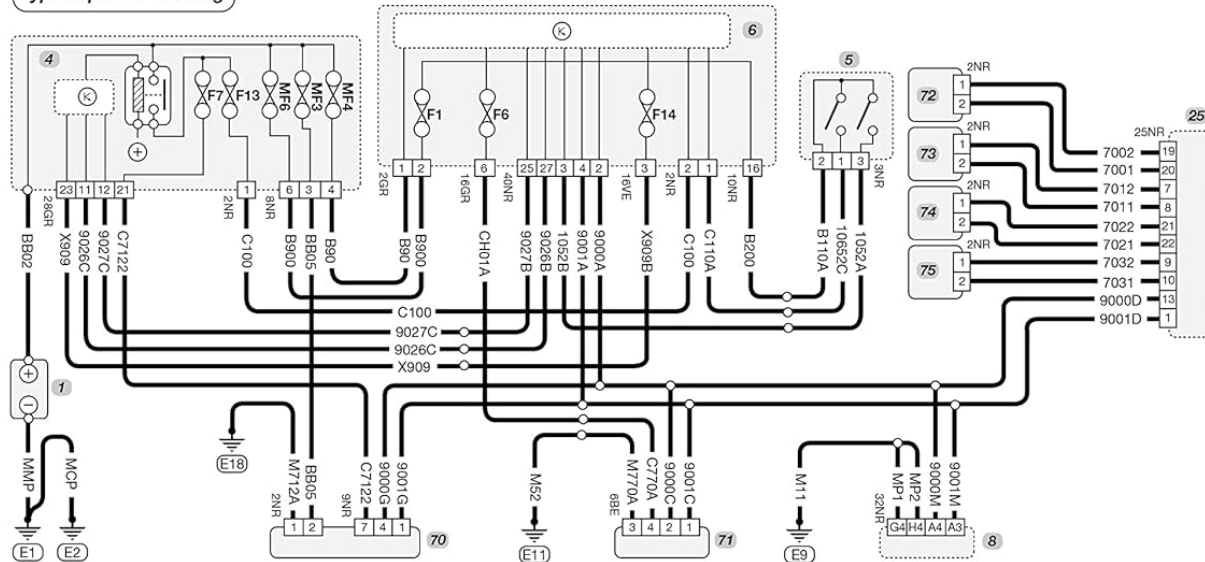 4
K
F7
F13
MF6
MF3
MF4
+
23
11
12
21
28GR
1
2NR
6
3
4
8NR
6
K
F1
F6
F14
1
2
2GR
6
16GR
25
27
3
4
2
40NR
3
16VE
2
1
2NR
16
10NR
5
2
1
3
3NR
72
2NR
1
2
73
2NR
1
2
74
2NR
1
2
75
2NR
1
2
25
25NR
7002
19
7001
20
7012
7
7011
8
7022
21
7021
22
7032
9
7031
10
9000D
13
9001D
1
BB02
X909
9026C
9027C
C7122
C100
B900
BB05
B90
B90
B900
CH01A
9027B
9026B
1052B
9001A
9000A
X909B
C100
C110A
B200
B110A
10652C
1052A
C100
9027C
9026C
X909
+
−
1
MMP
MCP
E1
E2
E18
M712A
BB05
C7122
9000G
9001G
2NR
1
2
9NR
7
4
1
70
M52
E11
M770A
C770A
9000C
9001C
6BE
3
4
2
1
71
M11
E9
MP1
MP2
9000M
9001M
32NR
G4
H4
A4
A3
8